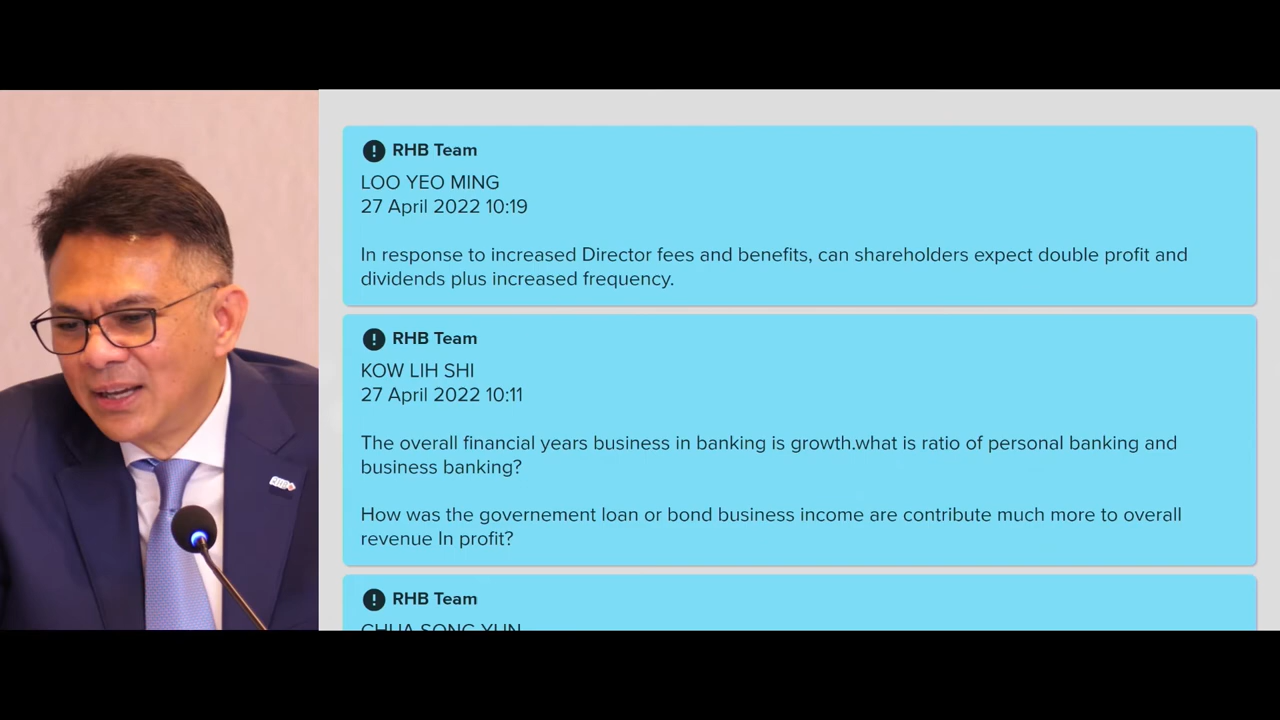 RHB Team
LOO YEO MING
27 April 2022 10:19
In response to increased Director fees and benefits, can shareholders expect double profit and
dividends plus increased frequency.
RHB Team
KOW LIH SHI
27 April 2022 10:11
The overall financial years business in banking is growth.what is ratio of personal banking and
business banking?
How was the governement loan or bond business income are contribute much more to overall
revenue In profit?
RHB Team
CHUA SONG YUN